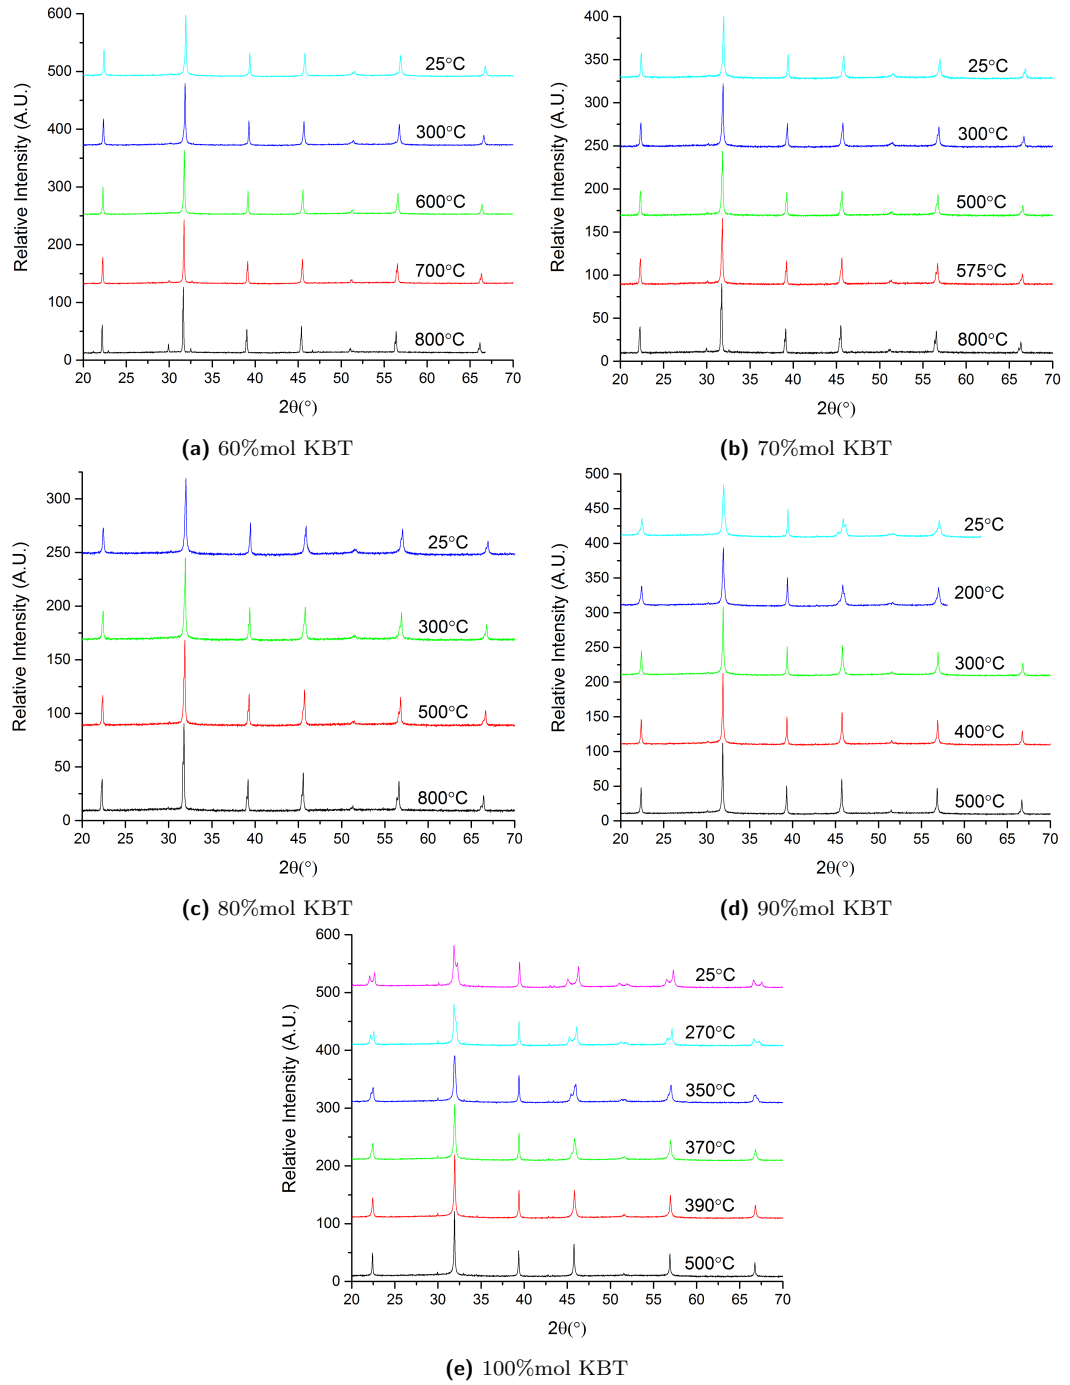 600
500
400
300
200
100
0
Relative Intensity (A.U.)
25°C
300°C
600°C
700°C
800°C
20 25 30 35 40 45 50 55 60 65 70
2θ(°)
(a) 60%mol KBT
400
350
300
250
200
150
100
50
0
Relative Intensity (A.U.)
25°C
300°C
500°C
575°C
800°C
20 25 30 35 40 45 50 55 60 65 70
2θ(°)
(b) 70%mol KBT
300
250
200
150
100
50
0
Relative Intensity (A.U.)
25°C
300°C
500°C
800°C
20 25 30 35 40 45 50 55 60 65 70
2θ(°)
(c) 80%mol KBT
500
450
400
350
300
250
200
150
100
50
0
Relative Intensity (A.U.)
25°C
200°C
300°C
400°C
500°C
20 25 30 35 40 45 50 55 60 65 70
2θ(°)
(d) 90%mol KBT
600
500
400
300
200
100
0
Relative Intensity (A.U.)
25°C
270°C
350°C
370°C
390°C
500°C
20 25 30 35 40 45 50 55 60 65 70
2θ(°)
(e) 100%mol KBT